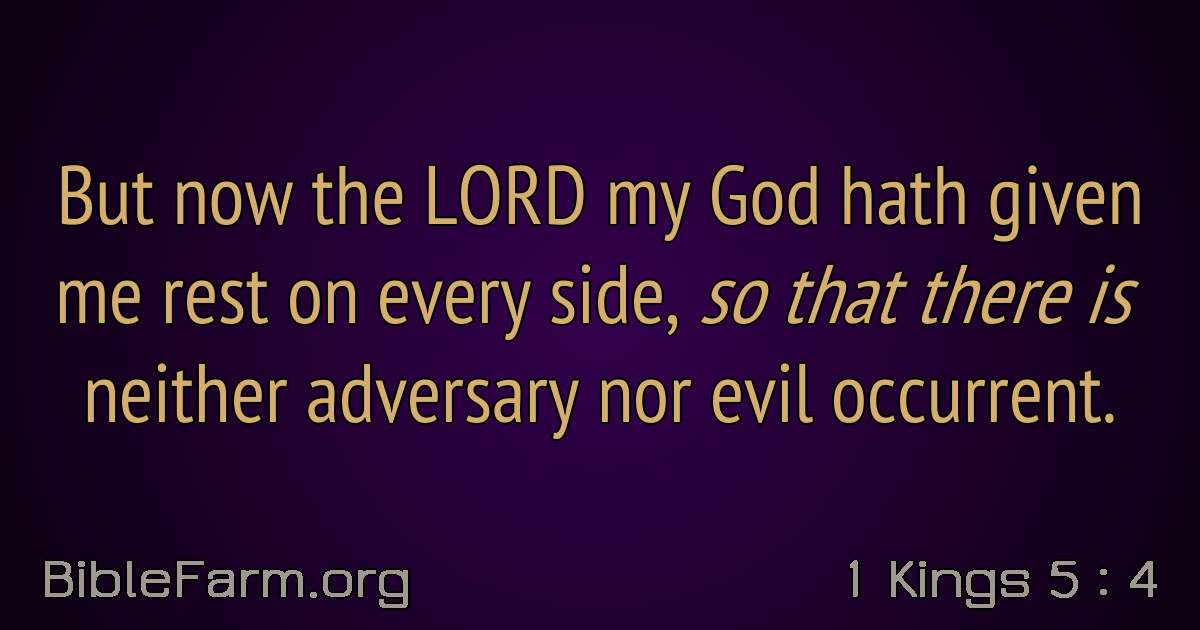 But now the LORD my God hath given
me rest on every side, so that there is
neither adversary nor evil occurrent.
BibleFarm.org
1 Kings 5 : 4